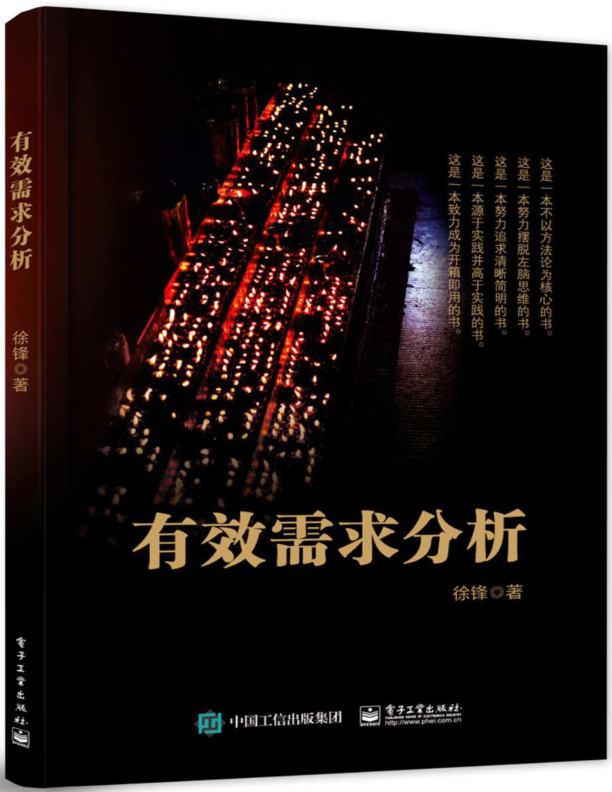 有效需求分析
徐锋◎著
电子工业出版社
这是一本不以方法论为核心的书。
这是一本努力摆脱左脑思维的书。
这是一本努力追求清晰简明的书。
这是一本源于实践并高于实践的书。
这是一本致力成为开箱即用的书。
有效需求分析
徐锋◎著
中国工信出版集团
电子工业出版社
PUBLISHING HOUSE OF ELECTRONICS INDUSTRY
http://www.phei.com.cn